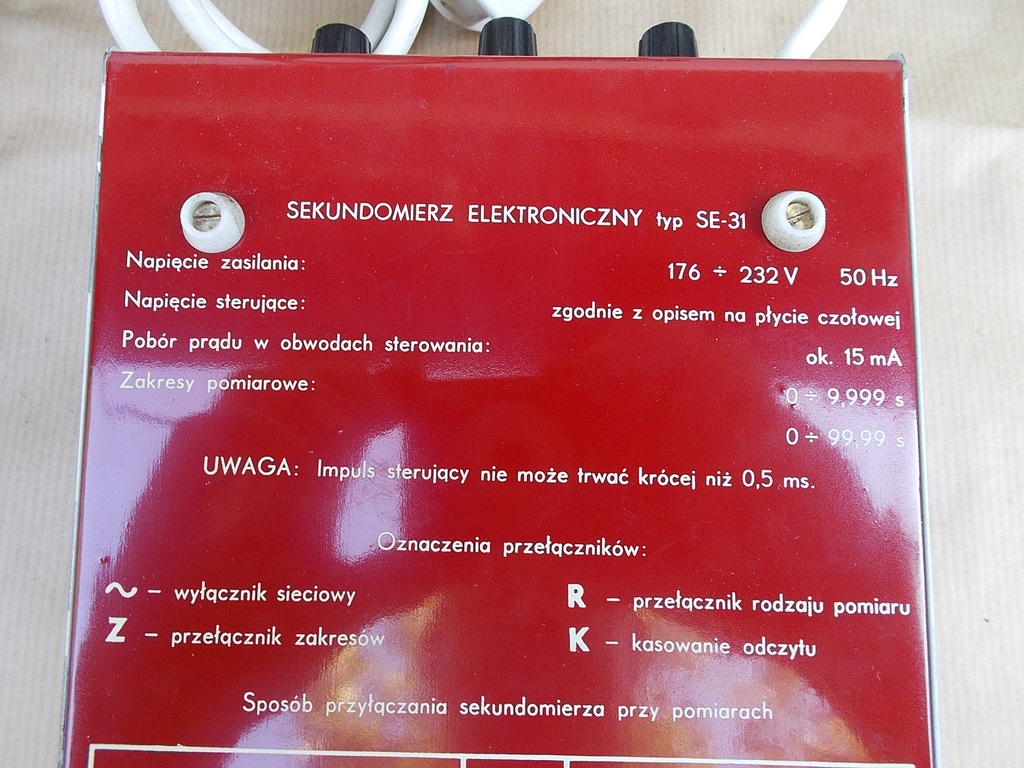 SEKUNDOMIERZ ELEKTRONICZNY typ SE-31
Napięcie zasilania: 176 ÷ 232 V 50 Hz
Napięcie sterujące: zgodnie z opisem na płycie czołowej
Pobór prądu w obwodach sterowania: ok. 15 mA
Zakresy pomiarowe: 0 ÷ 9,999 s
0 ÷ 99,99 s
UWAGA: Impuls sterujący nie może trwać krócej niż 0,5 ms.
Oznaczenia przełączników:
~ – wyłącznik sieciowy R – przełącznik rodzaju pomiaru
Z – przełącznik zakresów K – kasowanie odczytu
Sposób przyłączania sekundomierza przy pomiarach